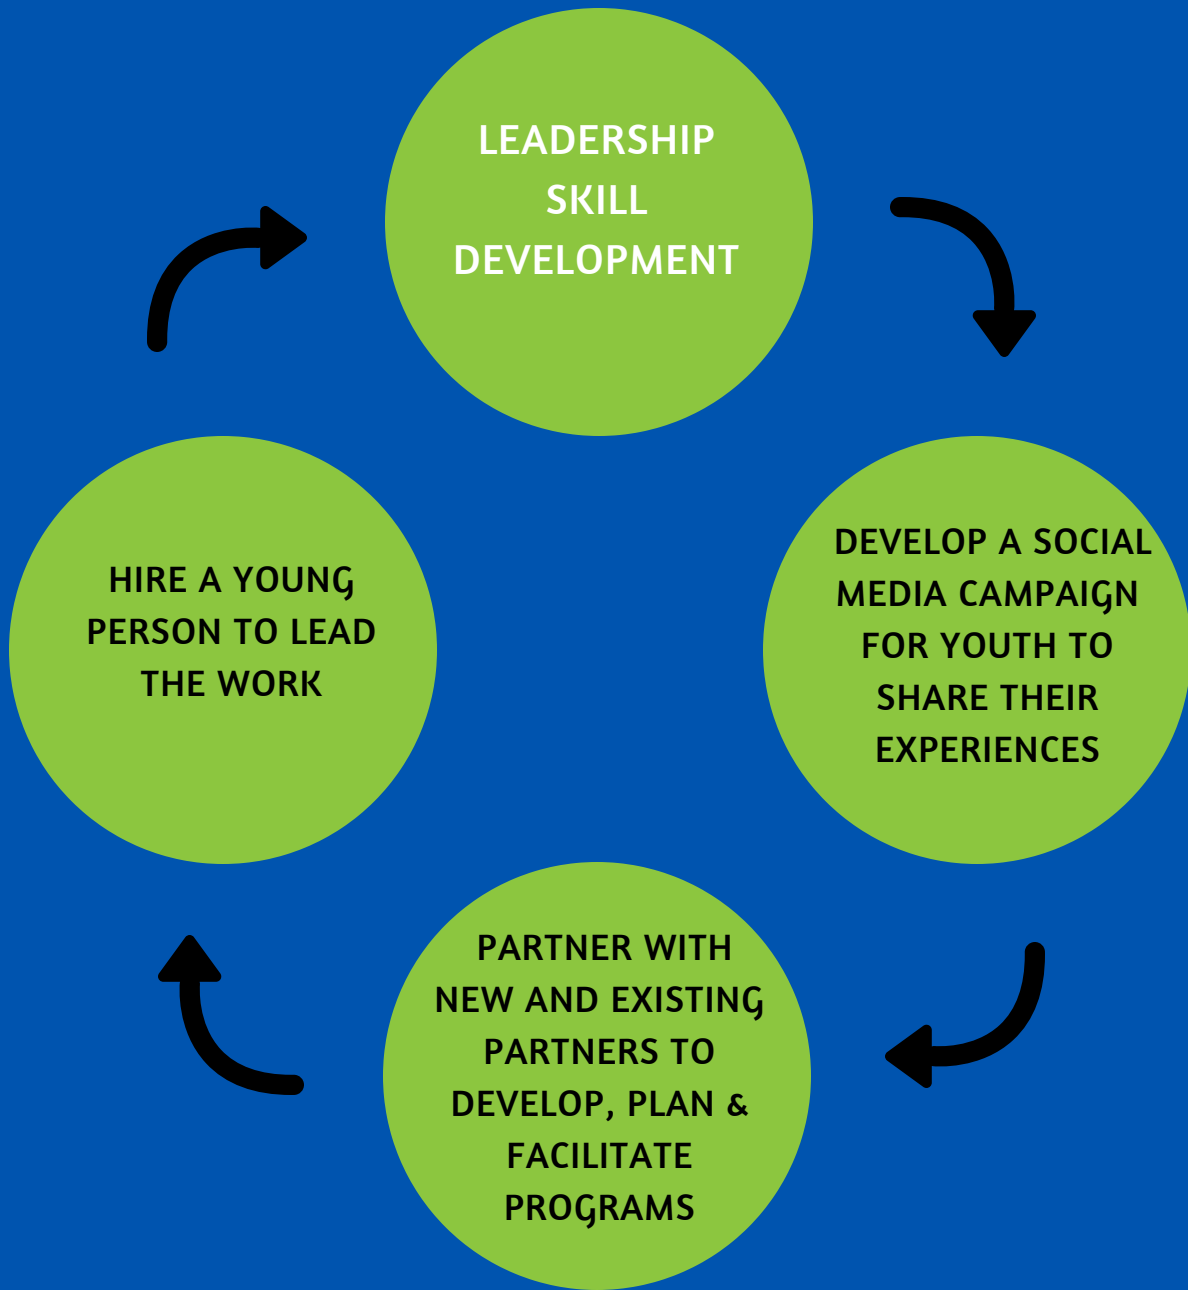 LEADERSHIP
SKILL
DEVELOPMENT
DEVELOP A SOCIAL
MEDIA CAMPAIGN
FOR YOUTH TO
SHARE THEIR
EXPERIENCES
PARTNER WITH
NEW AND EXISTING
PARTNERS TO
DEVELOP, PLAN &
FACILITATE
PROGRAMS
HIRE A YOUNG
PERSON TO LEAD
THE WORK